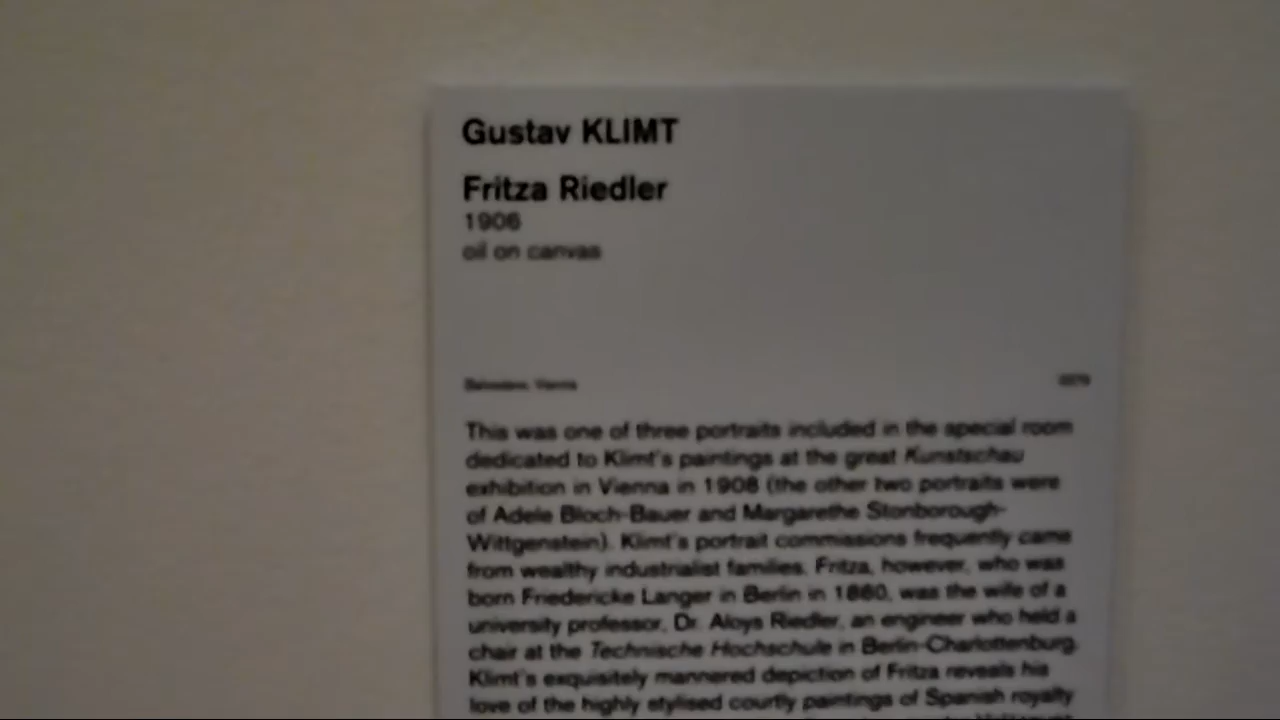 Gustav KLIMT
Fritza Riedler
1906
oil on canvas
Belvedere, Vienna
This was one of three portraits included in the special room
dedicated to Klimt's paintings at the great Kunstschau
exhibition in Vienna in 1908 (the other two portraits were
of Adele Bloch-Bauer and Margarethe Stonborough-
Wittgenstein). Klimt's portrait commissions frequently came
from wealthy industrialist families. Fritza, however, who was
born Friedericke Langer in Berlin in 1860, was the wife of a
university professor, Dr. Aloys Riedler, an engineer who held a
chair at the Technische Hochschule in Berlin-Charlottenburg.
Klimt's exquisitely mannered depiction of Fritza reveals his
love of the highly stylised courtly paintings of Spanish royalty